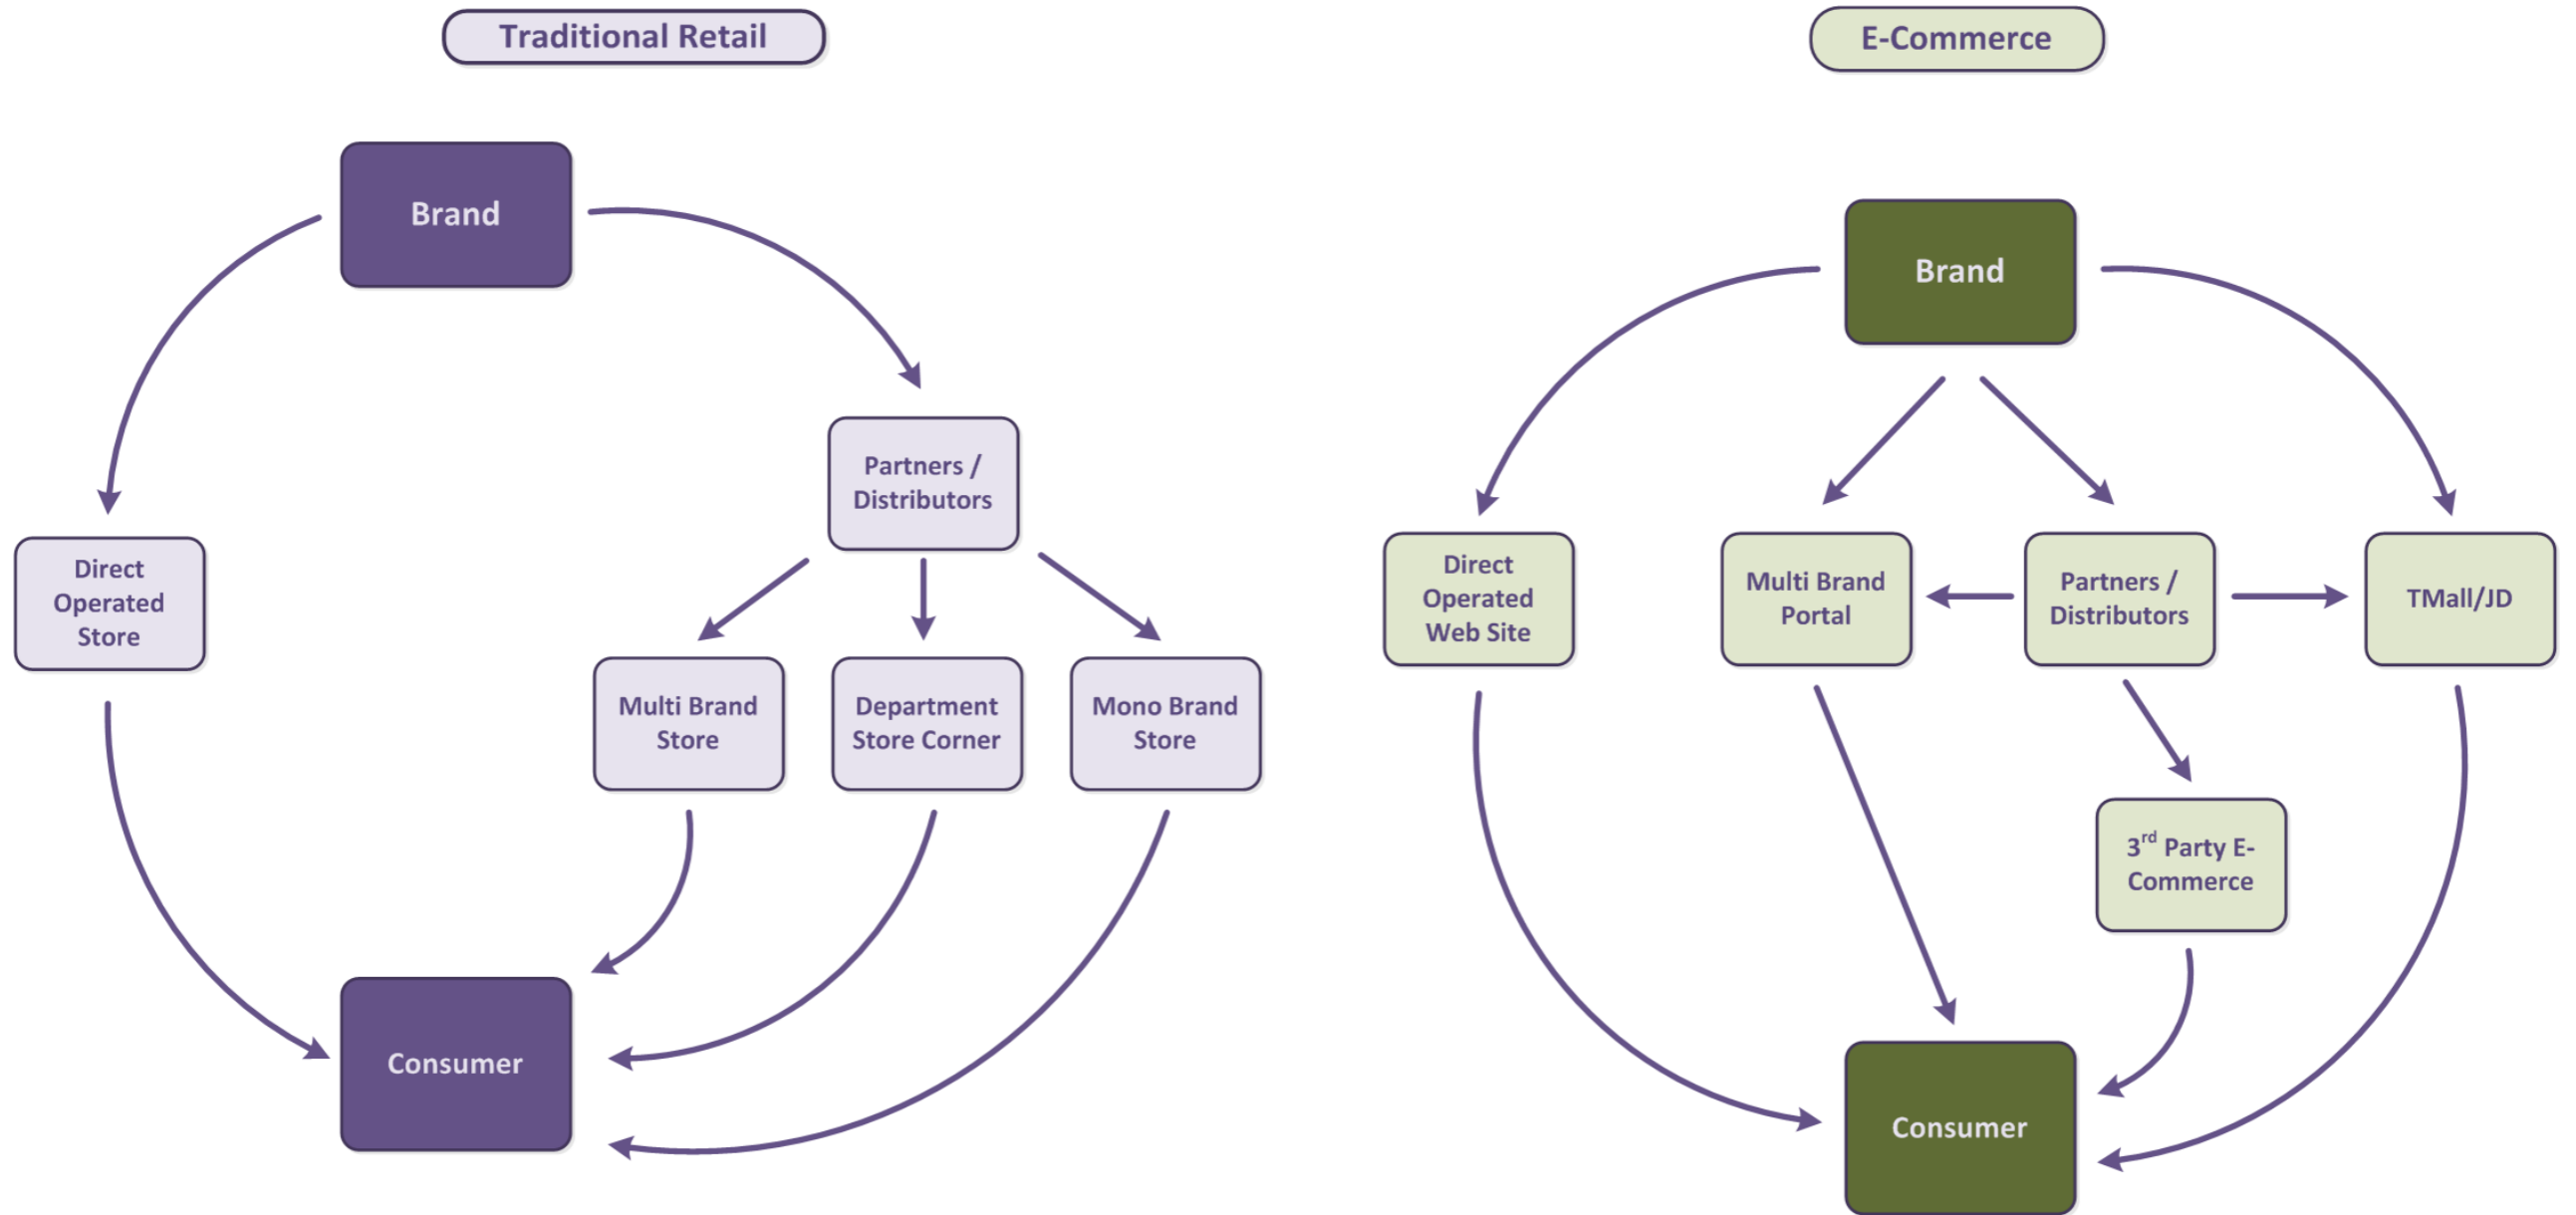 Traditional Retail
Brand
Partners /
Distributors
Direct
Operated
Store
Multi Brand
Store
Department
Store Corner
Mono Brand
Store
Consumer
E-Commerce
Brand
Direct
Operated
Web Site
Multi Brand
Portal
Partners /
Distributors
TMall/JD
3rd Party E-
Commerce
Consumer